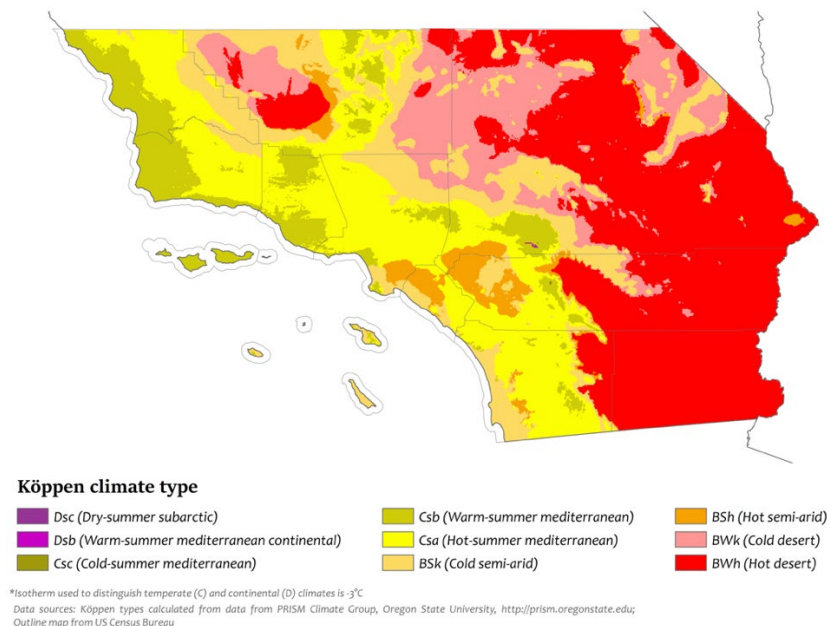 Köppen climate type
Dsc (Dry-summer subarctic)
Dsb (Warm-summer mediterranean continental)
Csc (Cold-summer mediterranean)
Csb (Warm-summer mediterranean)
Csa (Hot-summer mediterranean)
BSk (Cold semi-arid)
BSh (Hot semi-arid)
BWk (Cold desert)
BWh (Hot desert)
*Isotherm used to distinguish temperate (C) and continental (D) climates is -3°C
Data sources: Köppen types calculated from data from PRISM Climate Group, Oregon State University, http://prism.oregonstate.edu;
Outline map from US Census Bureau